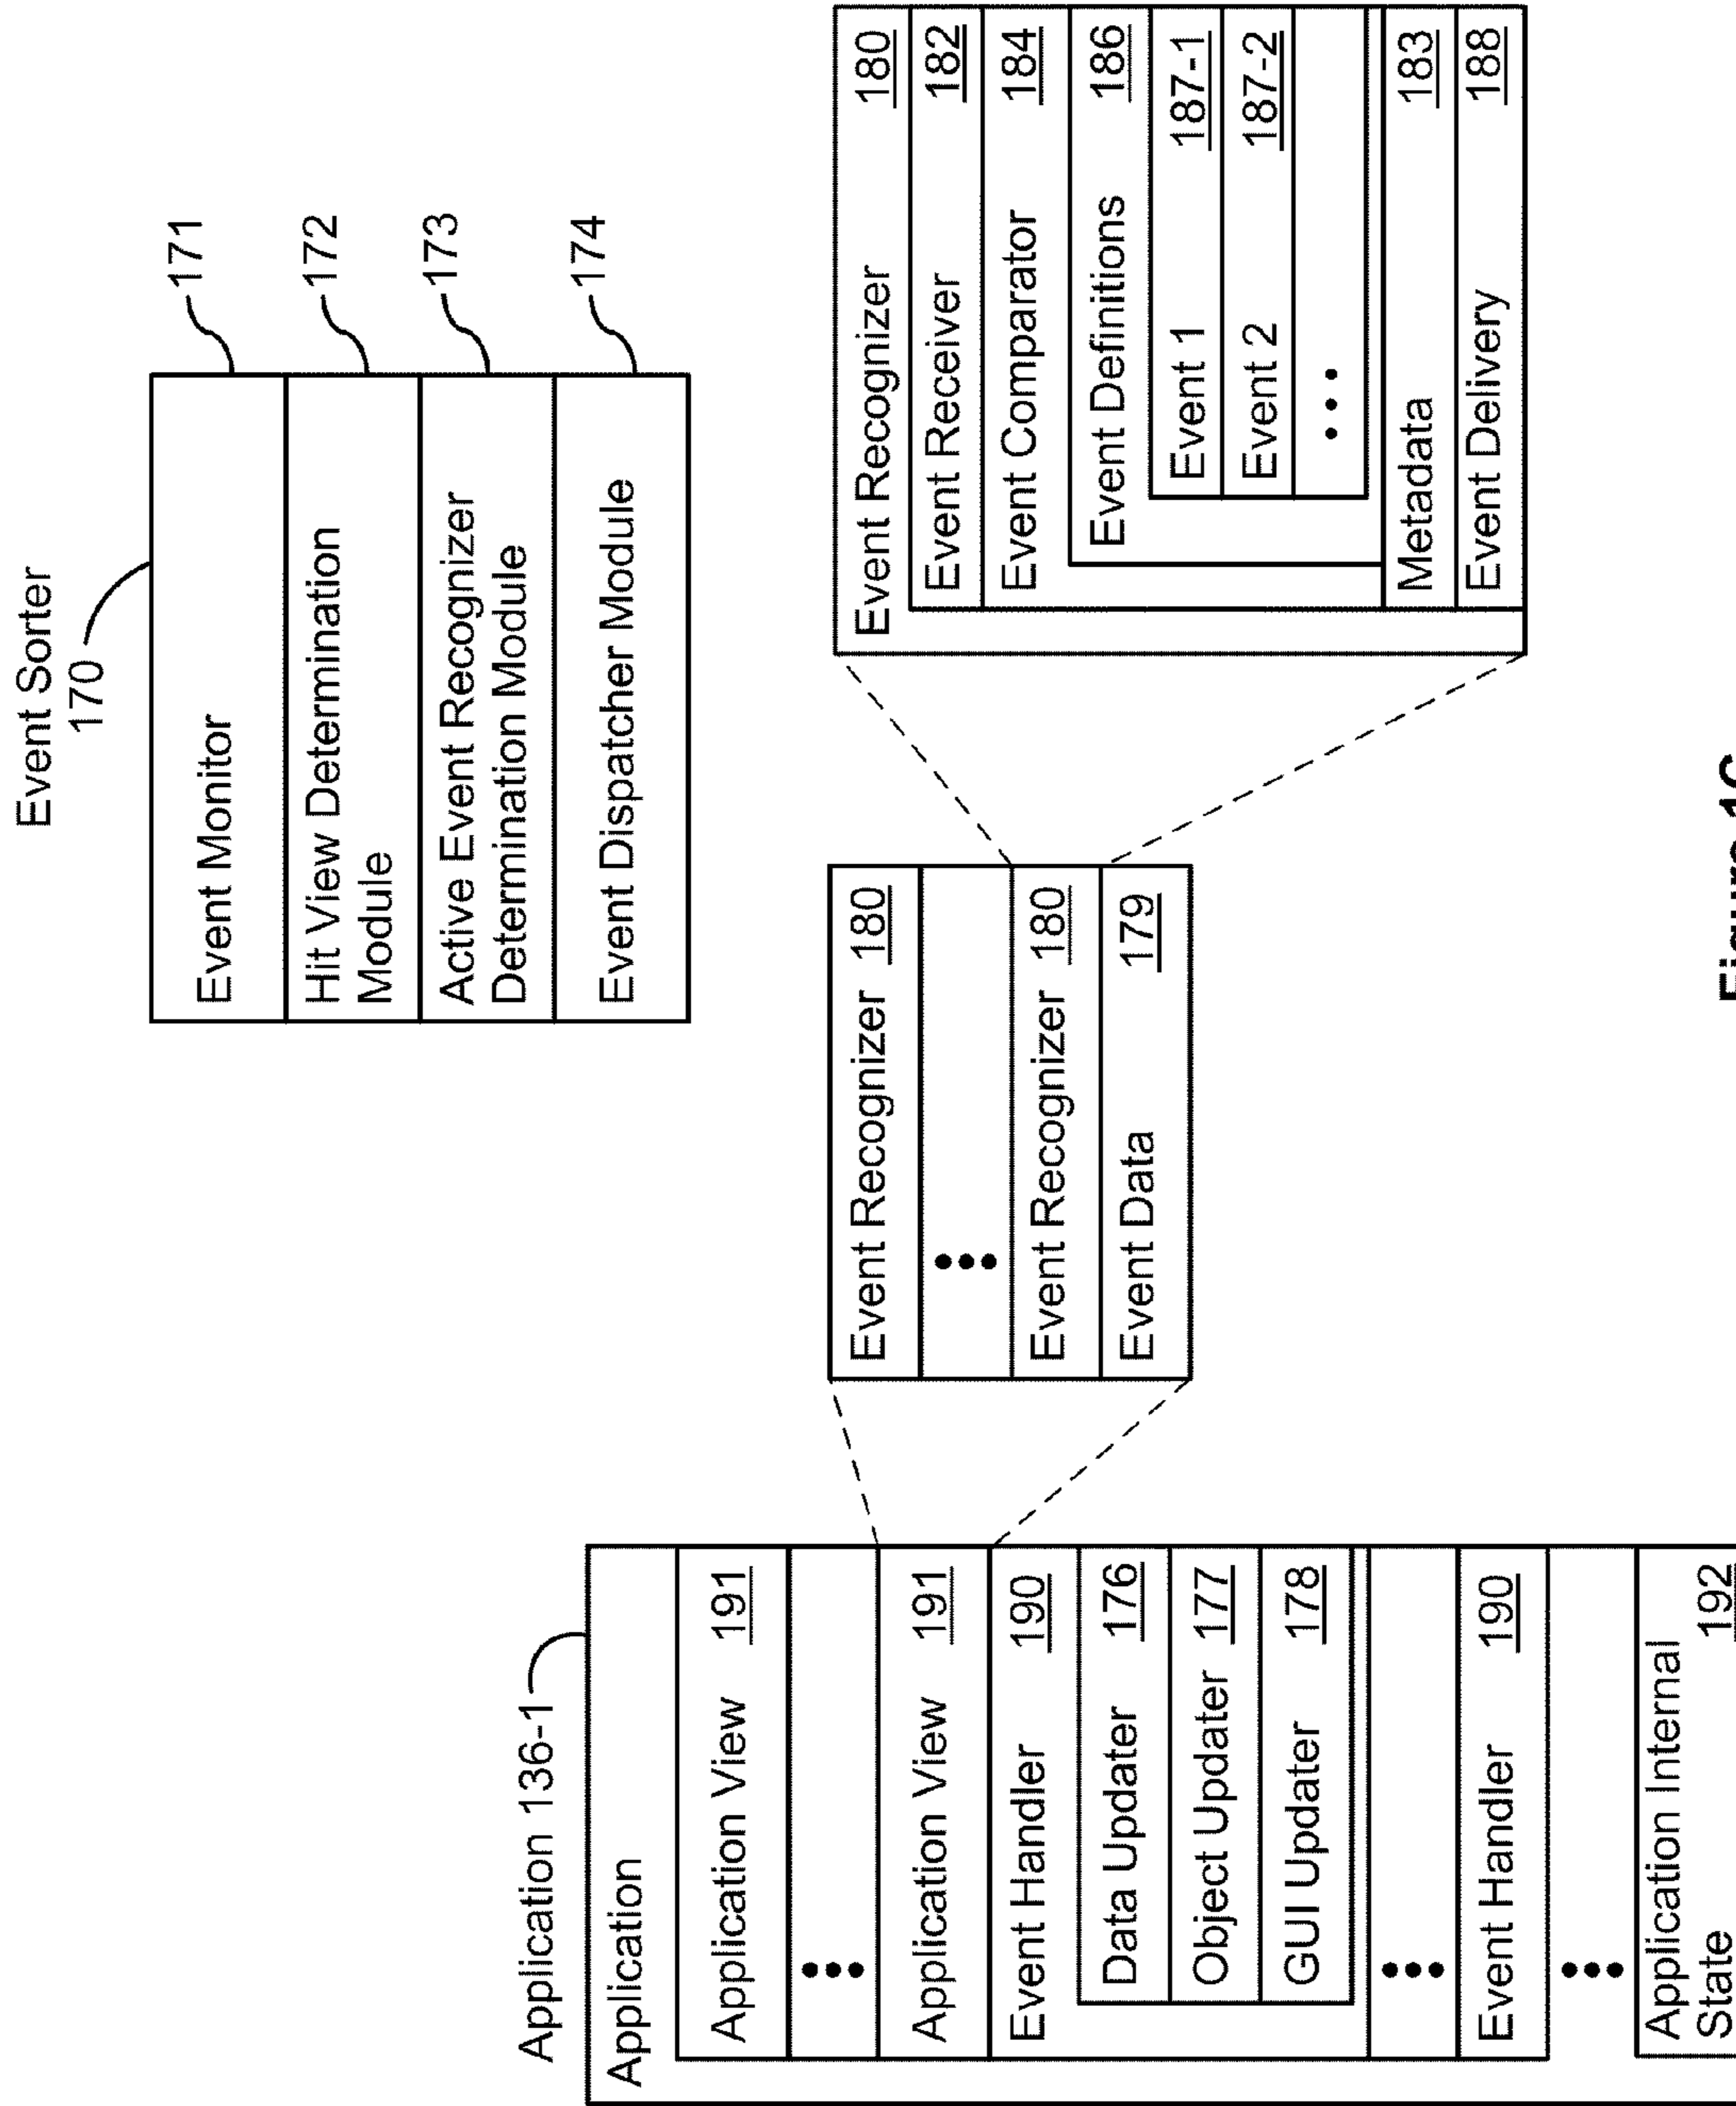 Event Sorter
170
Event Monitor
171
Hit View Determination
Module
172
Active Event Recognizer
Determination Module
173
Event Dispatcher Module
174
Application 136-1
Application
Application View 191
•••
Application View 191
Event Handler 190
Data Updater 176
Object Updater 177
GUI Updater 178
•••
Event Handler 190
•••
Application Internal
State 192
Event Recognizer 180
•••
Event Recognizer 180
Event Data 179
Event Recognizer 180
Event Receiver 182
Event Comparator 184
Event Definitions 186
Event 1 187-1
Event 2 187-2
•••
Metadata 183
Event Delivery 188